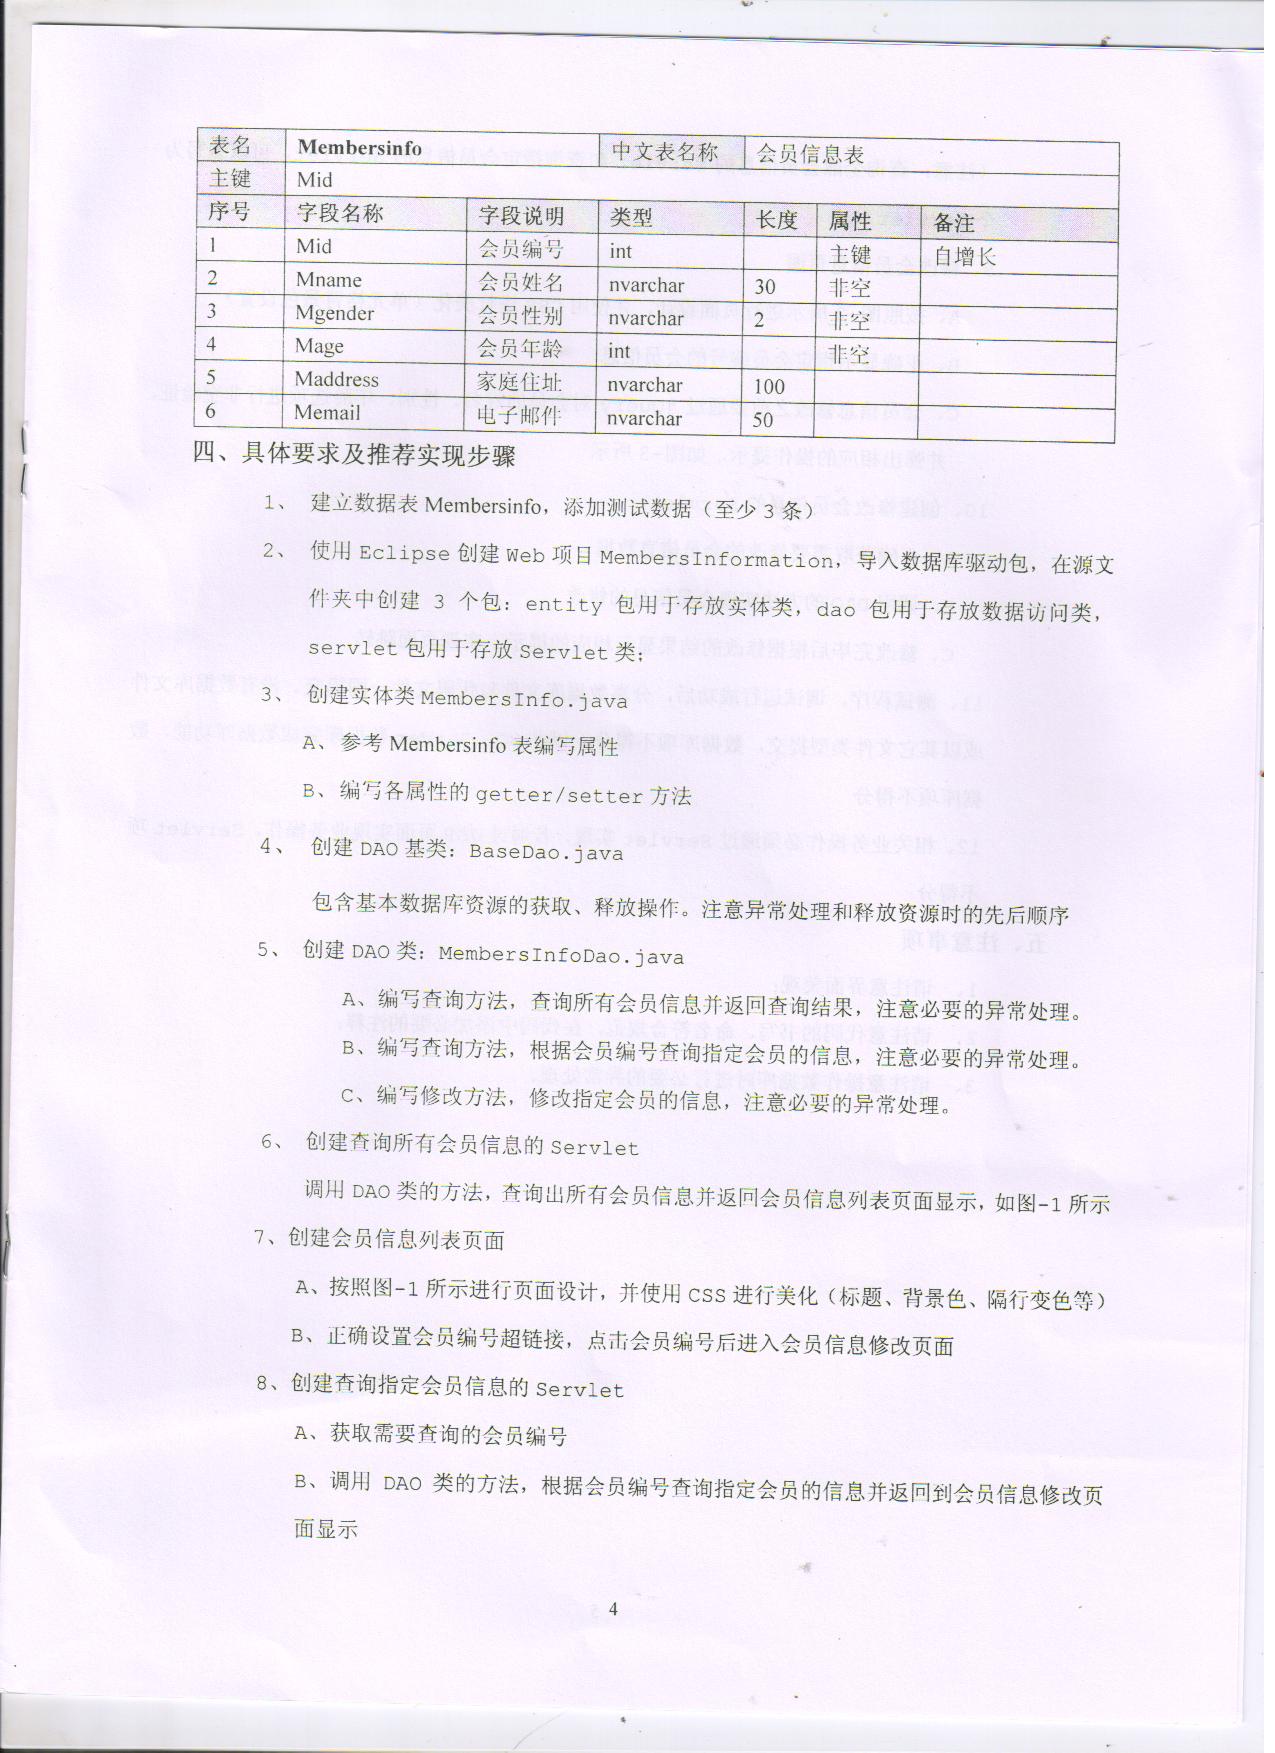 表名 Membersinfo 中文表名称 会员信息表
主键 Mid
序号 字段名称 字段说明 类型 长度 属性 备注
1 Mid 会员编号 int 主键 自增长
2 Mname 会员姓名 nvarchar 30 非空
3 Mgender 会员性别 nvarchar 2 非空
4 Mage 会员年龄 int 非空
5 Maddress 家庭住址 nvarchar 100
6 Memail 电子邮件 nvarchar 50
四、具体要求及推荐实现步骤
1、 建立数据表 Membersinfo，添加测试数据（至少 3 条）
2、 使用 Eclipse 创建 Web 项目 MembersInformation，导入数据库驱动包，在源文
件夹中创建 3 个包：entity 包用于存放实体类，dao 包用于存放数据访问类，
servlet 包用于存放 Servlet 类；
3、 创建实体类 MembersInfo.java
A、参考 Membersinfo 表编写属性
B、编写各属性的 getter/setter 方法
4、 创建 DAO 基类：BaseDao.java
包含基本数据库资源的获取、释放操作。注意异常处理和释放资源时的先后顺序
5、 创建 DAO 类：MembersInfoDao.java
A、编写查询方法，查询所有会员信息并返回查询结果，注意必要的异常处理。
B、编写查询方法，根据会员编号查询指定会员的信息，注意必要的异常处理。
C、编写修改方法，修改指定会员的信息，注意必要的异常处理。
6、 创建查询所有会员信息的 Servlet
调用 DAO 类的方法，查询出所有会员信息并返回会员信息列表页面显示，如图-1 所示
7、创建会员信息列表页面
A、按照图-1 所示进行页面设计，并使用 CSS 进行美化（标题、背景色、隔行变色等）
B、正确设置会员编号超链接，点击会员编号后进入会员信息修改页面
8、创建查询指定会员信息的 Servlet
A、获取需要查询的会员编号
B、调用 DAO 类的方法，根据会员编号查询指定会员的信息并返回到会员信息修改页
面显示
4